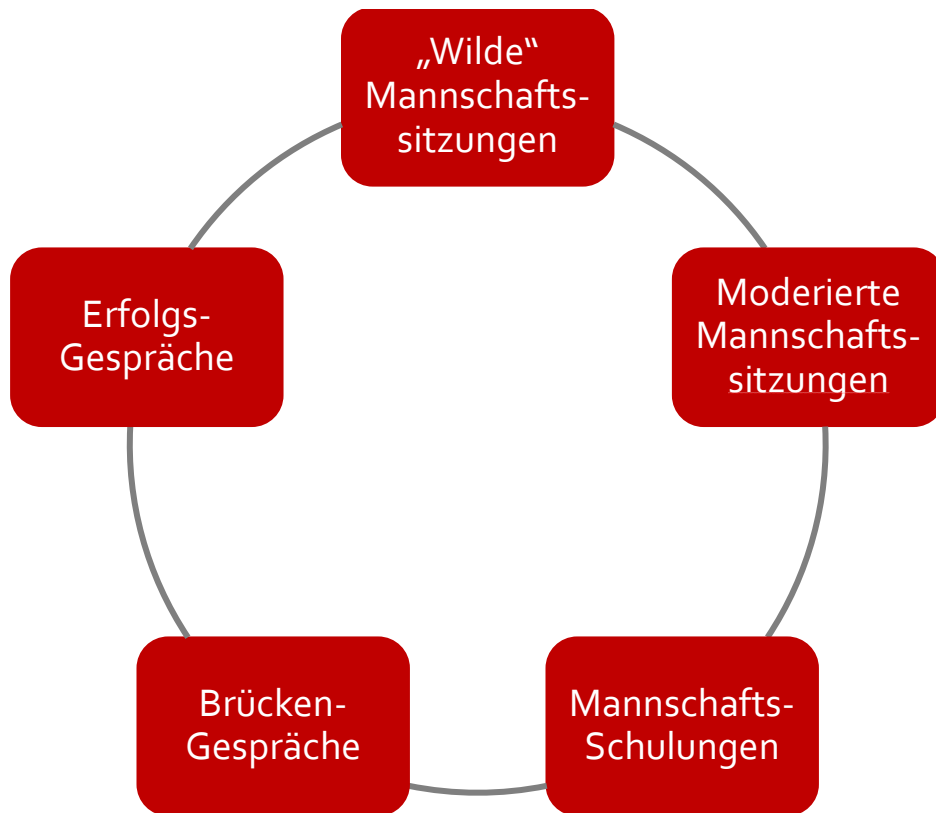 „Wilde“
Mannschafts-
sitzungen
Moderierte
Mannschafts-
sitzungen
Mannschafts-
Schulungen
Brücken-
Gespräche
Erfolgs-
Gespräche